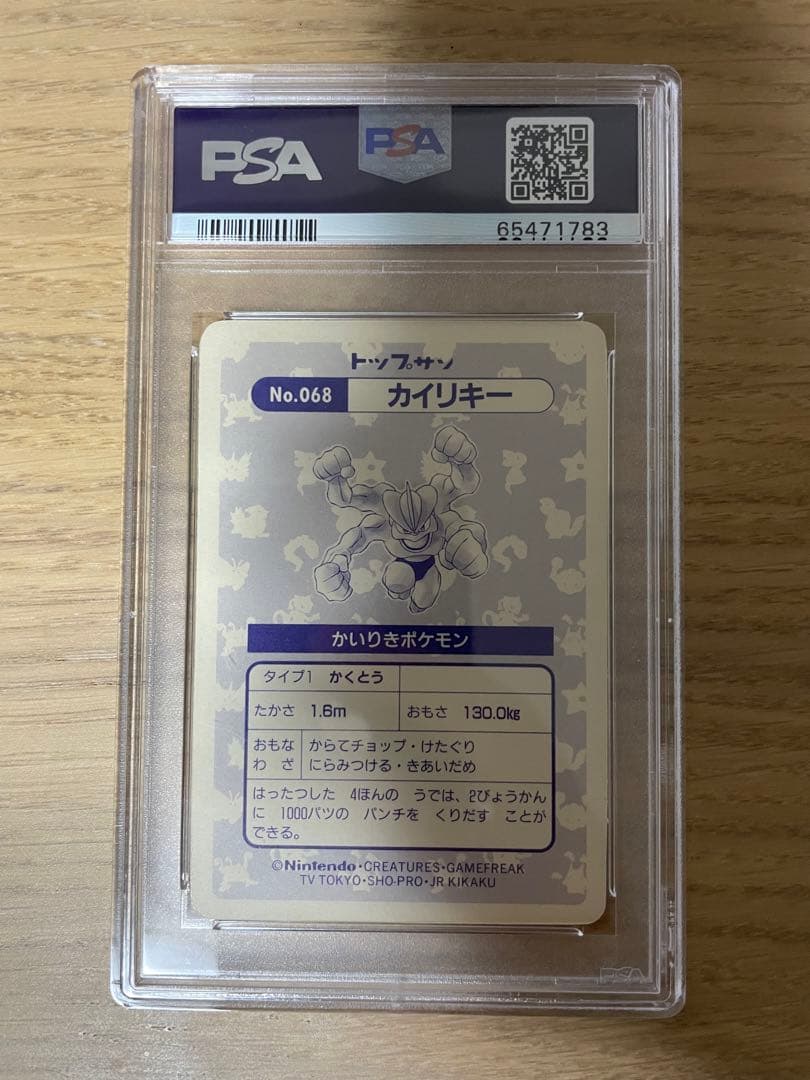 PSA
PSA
65471783
トップサン
No.068 カイリキー
かいりきポケモン
タイプ1 かくとう
たかさ 1.6m おもさ 130.0kg
おもな からてチョップ・けたぐり
わざ にらみつける・きあいだめ
はったつした 4ほんの うでは、2びょうかん
に 1000パツの パンチを くりだす ことが
できる。
©Nintendo・CREATURES・GAMEFREAK
TV TOKYO・SHO-PRO・JR KIKAKU
PSA